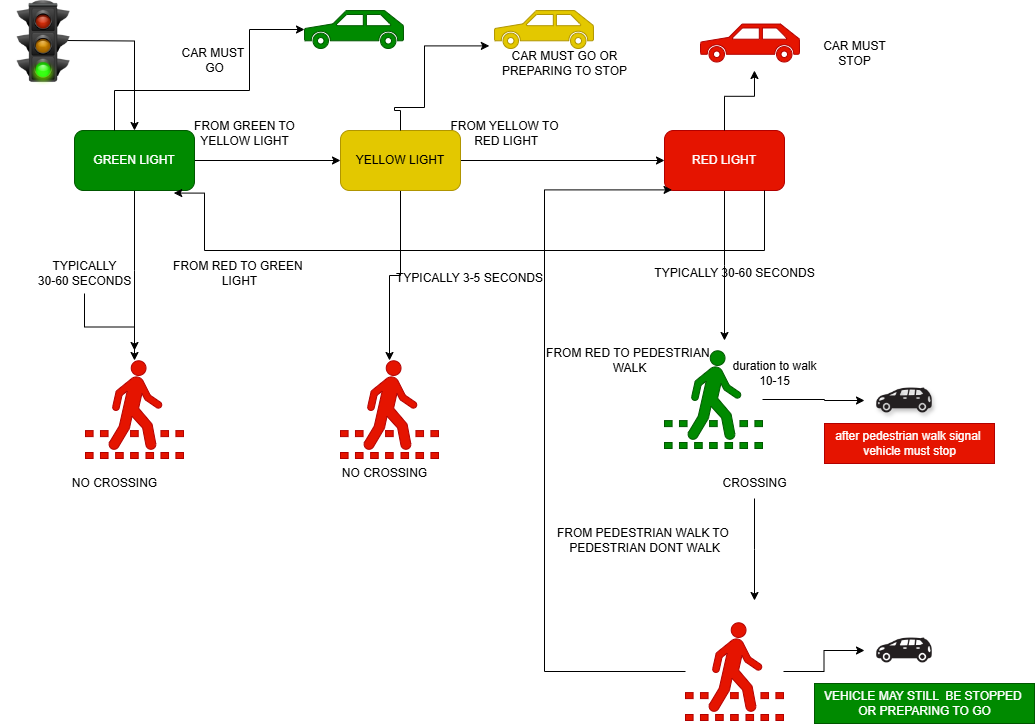 CAR MUST
GO
CAR MUST GO OR
PREPARING TO STOP
CAR MUST
STOP
FROM GREEN TO
YELLOW LIGHT
FROM YELLOW TO
RED LIGHT
GREEN LIGHT
YELLOW LIGHT
RED LIGHT
TYPICALLY
30-60 SECONDS
FROM RED TO GREEN
LIGHT
TYPICALLY 3-5 SECONDS
TYPICALLY 30-60 SECONDS
FROM RED TO PEDESTRIAN
WALK
duration to walk
10-15
after pedestrian walk signal
vehicle must stop
NO CROSSING
NO CROSSING
CROSSING
FROM PEDESTRIAN WALK TO
PEDESTRIAN DONT WALK
VEHICLE MAY STILL BE STOPPED
OR PREPARING TO GO